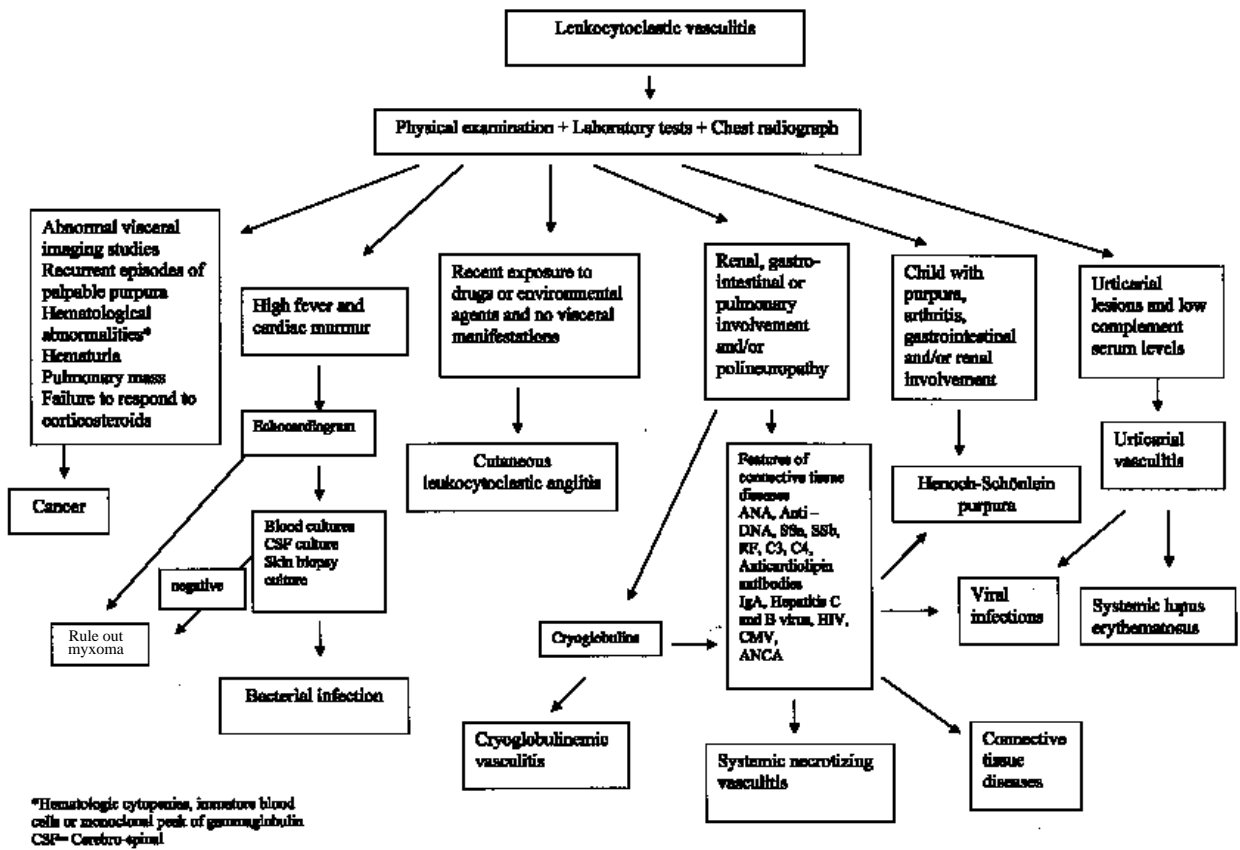 Leukocytoclastic vasculitis
Physical examination + Laboratory tests + Chest radiograph
Abnormal visceral
imaging studies
Recurrent episodes of
palpable purpura
Hematological
abnormalities*
Hematuria
Pulmonary mass
Failure to respond to
corticosteroids
High fever and
cardiac murmur
Recent exposure to
drugs or environmental
agents and no visceral
manifestations
Renal, gastro-
intestinal or
pulmonary
involvement
and/or
polineuropathy
Child with
purpura,
arthritis,
gastrointestinal
and/or renal
involvement
Urticarial
lesions and low
complement
serum levels
Echocardiogram
Cancer
Cutaneous
leukocytoclastic angiitis
Features of
connective tissue
diseases
ANA, Anti –
DNA, SSa, SSb,
RF, C3, C4,
Anticardiolipin
antibodies
IgA, Hepatitis C
and B virus, HIV,
CMV,
ANCA
Henoch-Schönlein
purpura
Urticarial
vasculitis
Blood cultures
CSF culture
Skin biopsy
culture
negative
Rule out
myxoma
Cryoglobulins
Viral
infections
Systemic lupus
erythematosus
Bacterial infection
Cryoglobulinemic
vasculitis
Systemic necrotizing
vasculitis
Connective
tissue
diseases
*Hematologic cytopenies, immature blood
cells or monoclonal peak of gammaglobulin
CSF= Cerebro-spinal